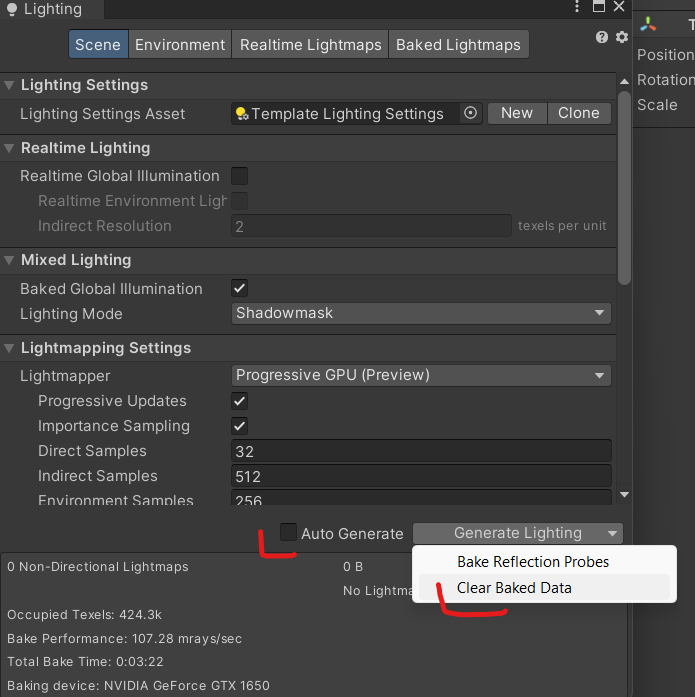 Lighting
Scene Environment Realtime Lightmaps Baked Lightmaps
Position
Rotation
Scale
Lighting Settings
Lighting Settings Asset Template Lighting Settings New Clone
Realtime Lighting
Realtime Global Illumination
Realtime Environment Ligh
Indirect Resolution 2 texels per unit
Mixed Lighting
Baked Global Illumination
Lighting Mode Shadowmask
Lightmapping Settings
Lightmapper Progressive GPU (Preview)
Progressive Updates
Importance Sampling
Direct Samples 32
Indirect Samples 512
Environment Samples 256
Auto Generate Generate Lighting
Bake Reflection Probes
Clear Baked Data
0 Non-Directional Lightmaps 0 B
No Lightma
Occupied Texels: 424.3k
Bake Performance: 107.28 mrays/sec
Total Bake Time: 0:03:22
Baking device: NVIDIA GeForce GTX 1650